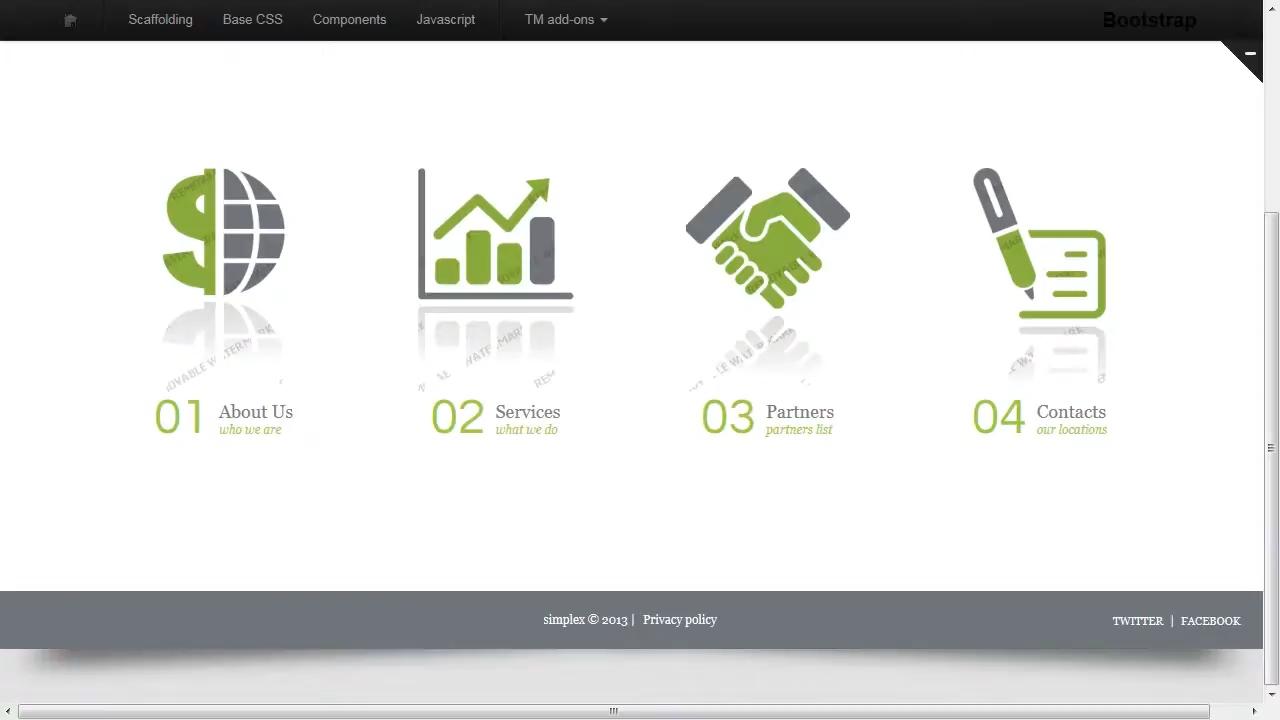 Scaffolding Base CSS Components Javascript TM add-ons Bootstrap
01 About Us
who we are
02 Services
what we do
03 Partners
partners list
04 Contacts
our locations
simplex © 2013 | Privacy policy
TWITTER | FACEBOOK